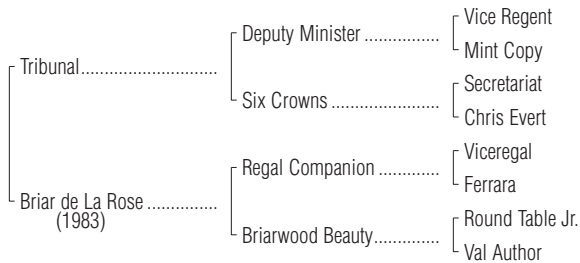 Vice Regent
Deputy Minister ................
Mint Copy
Tribunal.............................
Secretariat
Six Crowns .......................
Chris Evert
Viceregal
Regal Companion .............
Ferrara
Briar de La Rose ...............
(1983)
Round Table Jr.
Briarwood Beauty..............
Val Author